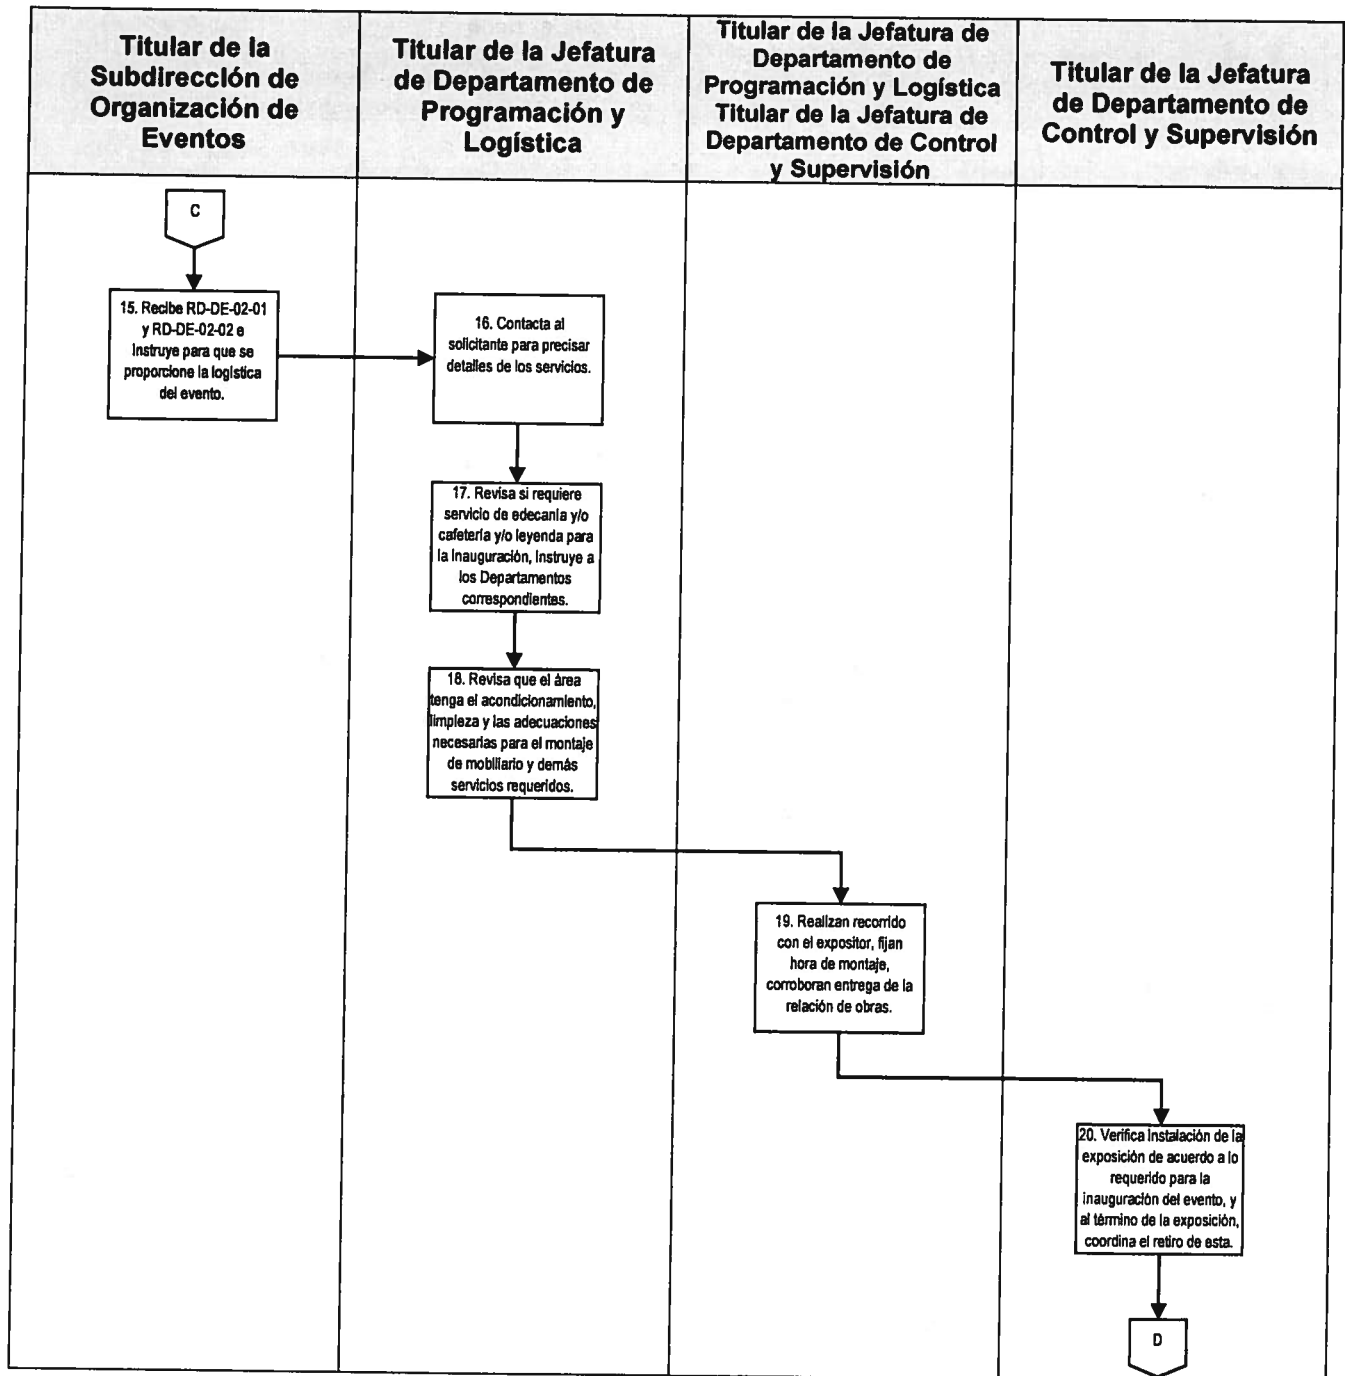 Titular de la
Subdirección de
Organización de
Eventos
Titular de la Jefatura
de Departamento de
Programación y
Logística
Titular de la Jefatura de
Departamento de
Programación y Logística
Titular de la Jefatura de
Departamento de Control
y Supervisión
Titular de la Jefatura
de Departamento de
Control y Supervisión
C
15. Recibe RD-DE-02-01
y RD-DE-02-02 e
Instruye para que se
proporcione la logística
del evento.
16. Contacta al
solicitante para precisar
detalles de los servicios.
17. Revisa si requiere
servicio de edecanía y/o
cafetería y/o leyenda para
la Inauguración, Instruye a
los Departamentos
correspondientes.
18. Revisa que el área
tenga el acondicionamiento,
limpieza y las adecuaciones
necesarias para el montaje
de mobiliario y demás
servicios requeridos.
19. Realizan recorrido
con el expositor, fijan
hora de montaje,
corroboran entrega de la
relación de obras.
20. Verifica Instalación de la
exposición de acuerdo a lo
requerido para la
inauguración del evento, y
al término de la exposición,
coordina el retiro de esta.
D